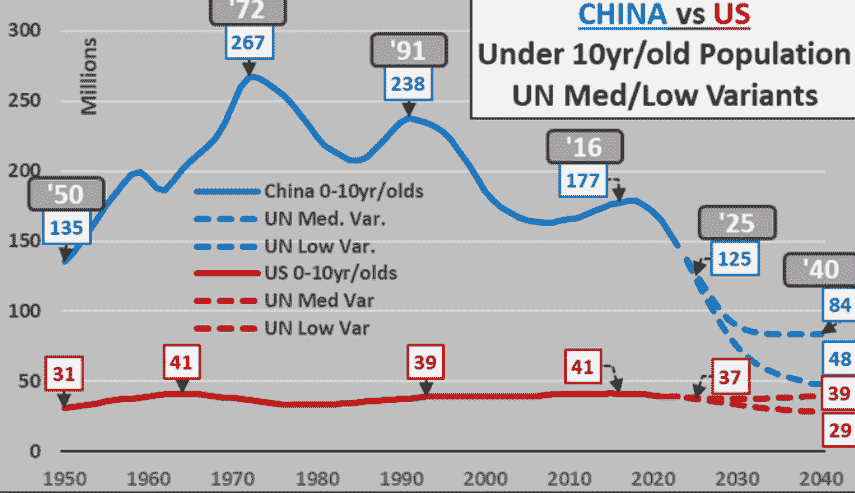 CHINA vs US
Under 10yr/old Population
UN Med/Low Variants
Millions
300
250
200
150
100
50
0
'72
267
'91
238
'16
177
'50
135
'25
125
'40
84
48
China 0-10yr/olds
UN Med. Var.
UN Low Var.
US 0-10yr/olds
UN Med Var
UN Low Var
31
41
39
41
37
39
29
1950 1960 1970 1980 1990 2000 2010 2020 2030 2040